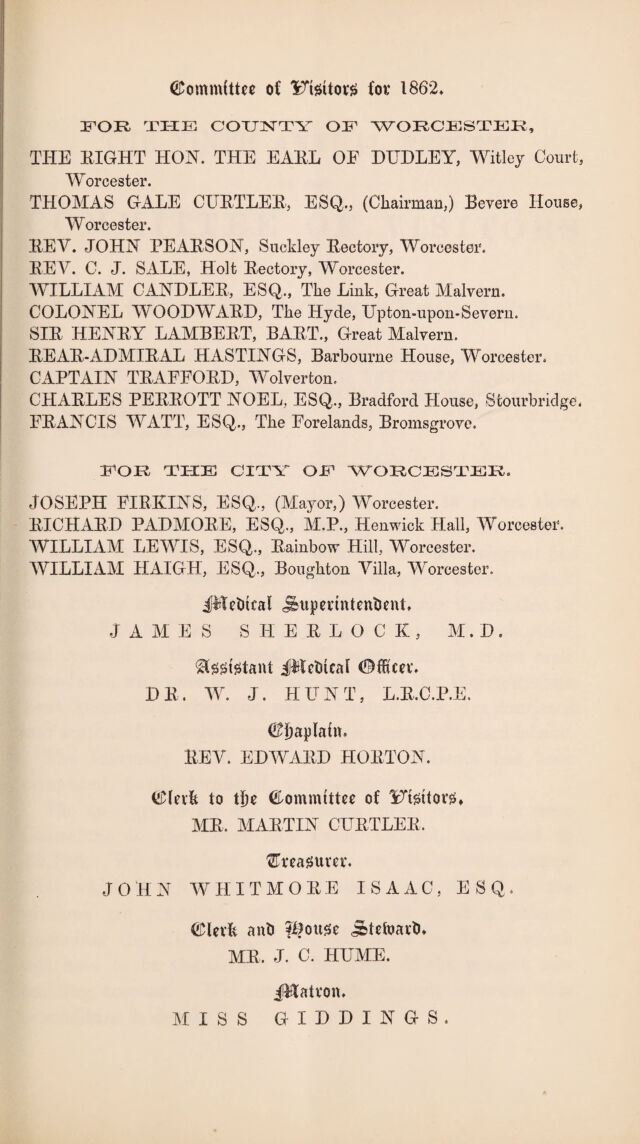 Committee of Visitors for 1862.
FOR THE COUNTY OF WORCESTER,
THE RIGHT HON. THE EARL OF DUDLEY, Witley Court,
Worcester.
THOMAS GALE CURTLER, ESQ., (Chairman,) Bevere House,
Worcester.
REV. JOHN PEARSON, Suckley Rectory, Worcester.
REV. C. J. SALE, Holt Rectory, Worcester.
WILLIAM CANDLER, ESQ., The Link, Great Malvern.
COLONEL WOODWARD, The Hyde, Upton-upon-Severn.
SIR HENRY LAMBERT, BART., Great Malvern.
REAR-ADMIRAL HASTINGS, Barbourne House, Worcester.
CAPTAIN TRAFFORD, Wolverton.
CHARLES PERROTT NOEL, ESQ., Bradford House, Stourbridge.
FRANCIS WATT, ESQ., The Forelands, Bromsgrove.
FOR THE CITY OF WORCESTER.
JOSEPH FIRKINS, ESQ., (Mayor,) Worcester.
RICHARD PADMORE, ESQ., M.P., Henwick Hall, Worcester.
WILLIAM LEWIS, ESQ., Rainbow Hill, Worcester.
WILLIAM HAIGH, ESQ., Boughton Villa, Worcester.
Medical Superintendent.
JAMES SHERLOCK, M.D.
Assistant Medical Officer.
DR. W. J. HUNT, L.R.C.P.E.
Chaplain.
REV. EDWARD HORTON.
Clerk to the Committee of Visitors.
MR. MARTIN CURTLER.
Treasurer.
JOHN WHITMORE ISAAC, ESQ.
Clerk and House Steward.
MR. J. C. HUME.
Matron.
MISS GIDDINGS.